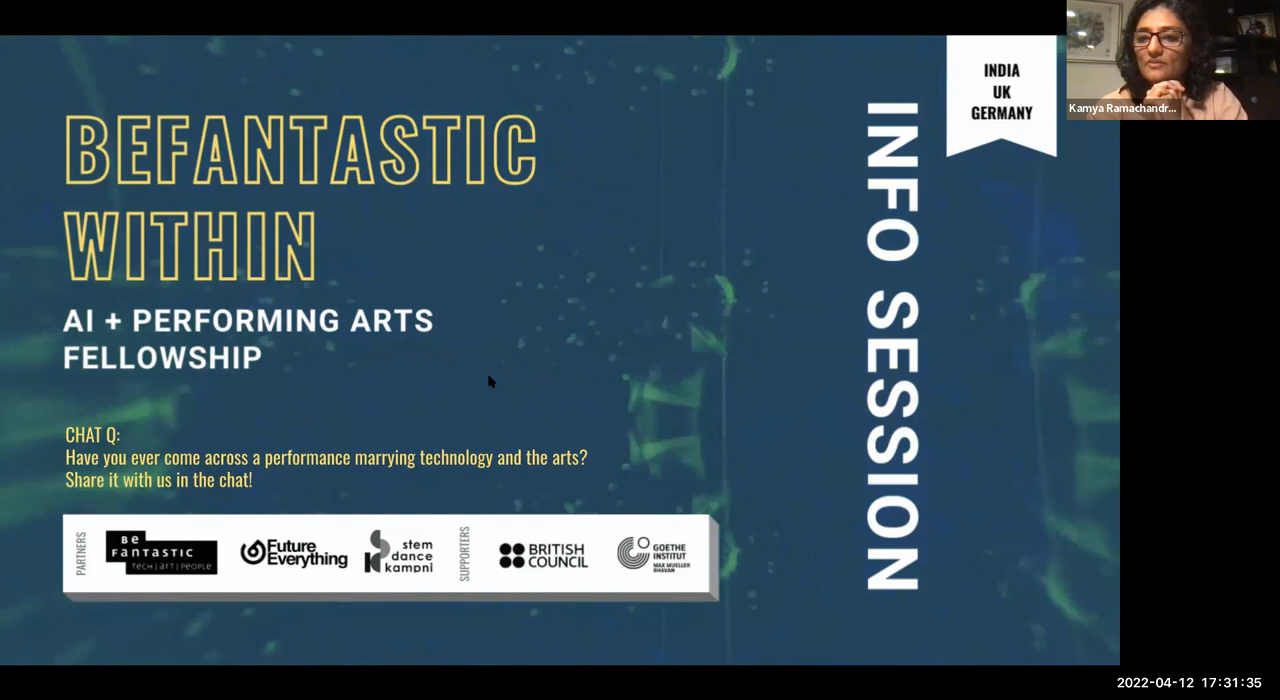 INDIA
UK
GERMANY
Kamya Ramachandr...
BEFANTASTIC
WITHIN
AI + PERFORMING ARTS
FELLOWSHIP
INFO SESSION
CHAT Q:
Have you ever come across a performance marrying technology and the arts?
Share it with us in the chat!
PARTNERS
BE
FANTASTIC
TECH|ART|PEOPLE
Future
Everything
stem
dance
kampni
SUPPORTERS
BRITISH
COUNCIL
GOETHE
INSTITUT
MAX MUELLER
BHAVAN
2022-04-12 17:31:35